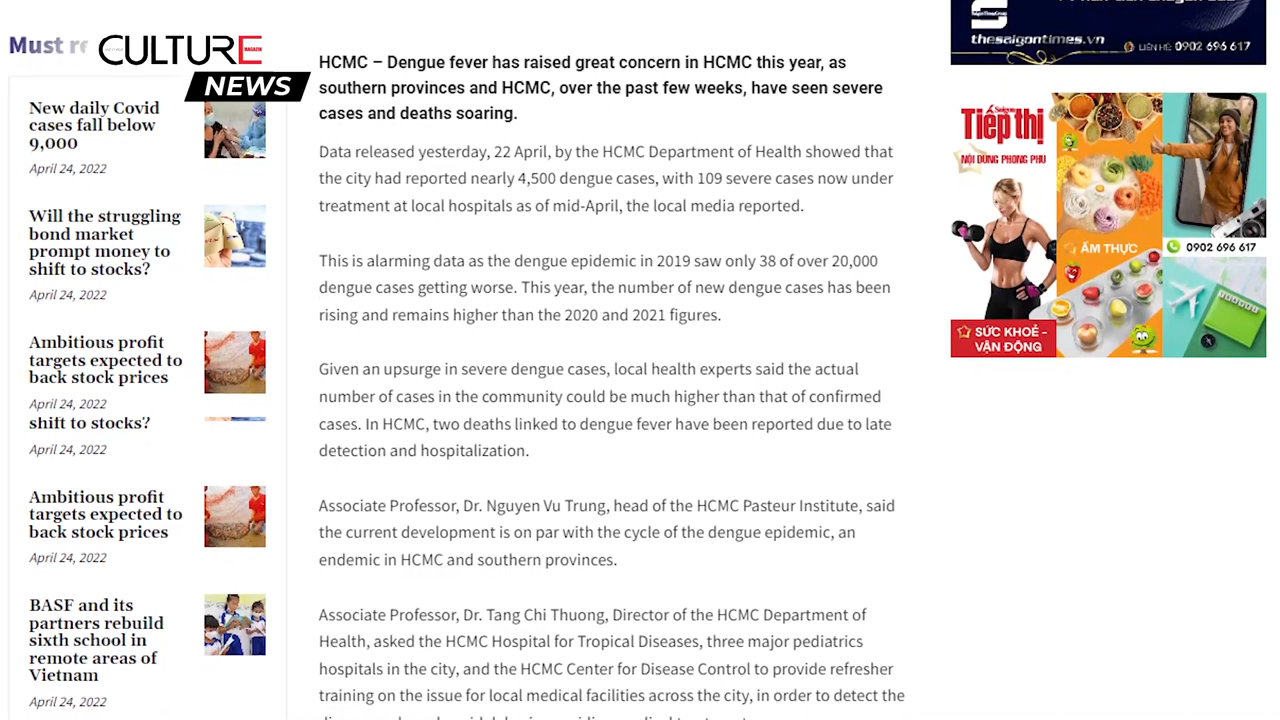 Must re
CULTURE
MAGAZIN
NEWS
New daily Covid
cases fall below
9,000
April 24, 2022
Will the struggling
bond market
prompt money to
shift to stocks?
April 24, 2022
Ambitious profit
targets expected to
back stock prices
April 24, 2022
shift to stocks?
April 24, 2022
Ambitious profit
targets expected to
back stock prices
April 24, 2022
BASF and its
partners rebuild
sixth school in
remote areas of
Vietnam
April 24, 2022
HCMC – Dengue fever has raised great concern in HCMC this year, as
southern provinces and HCMC, over the past few weeks, have seen severe
cases and deaths soaring.
Data released yesterday, 22 April, by the HCMC Department of Health showed that
the city had reported nearly 4,500 dengue cases, with 109 severe cases now under
treatment at local hospitals as of mid-April, the local media reported.
This is alarming data as the dengue epidemic in 2019 saw only 38 of over 20,000
dengue cases getting worse. This year, the number of new dengue cases has been
rising and remains higher than the 2020 and 2021 figures.
Given an upsurge in severe dengue cases, local health experts said the actual
number of cases in the community could be much higher than that of confirmed
cases. In HCMC, two deaths linked to dengue fever have been reported due to late
detection and hospitalization.
Associate Professor, Dr. Nguyen Vu Trung, head of the HCMC Pasteur Institute, said
the current development is on par with the cycle of the dengue epidemic, an
endemic in HCMC and southern provinces.
Associate Professor, Dr. Tang Chi Thuong, Director of the HCMC Department of
Health, asked the HCMC Hospital for Tropical Diseases, three major pediatrics
hospitals in the city, and the HCMC Center for Disease Control to provide refresher
training on the issue for local medical facilities across the city, in order to detect the
thesaigontimes.vn
LIÊN HỆ: 0902 696 617
Sài Gòn
Tiếp thị
NỘI DUNG PHONG PHÚ
ẨM THỰC
0902 696 617
SỨC KHOẺ -
VẬN ĐỘNG